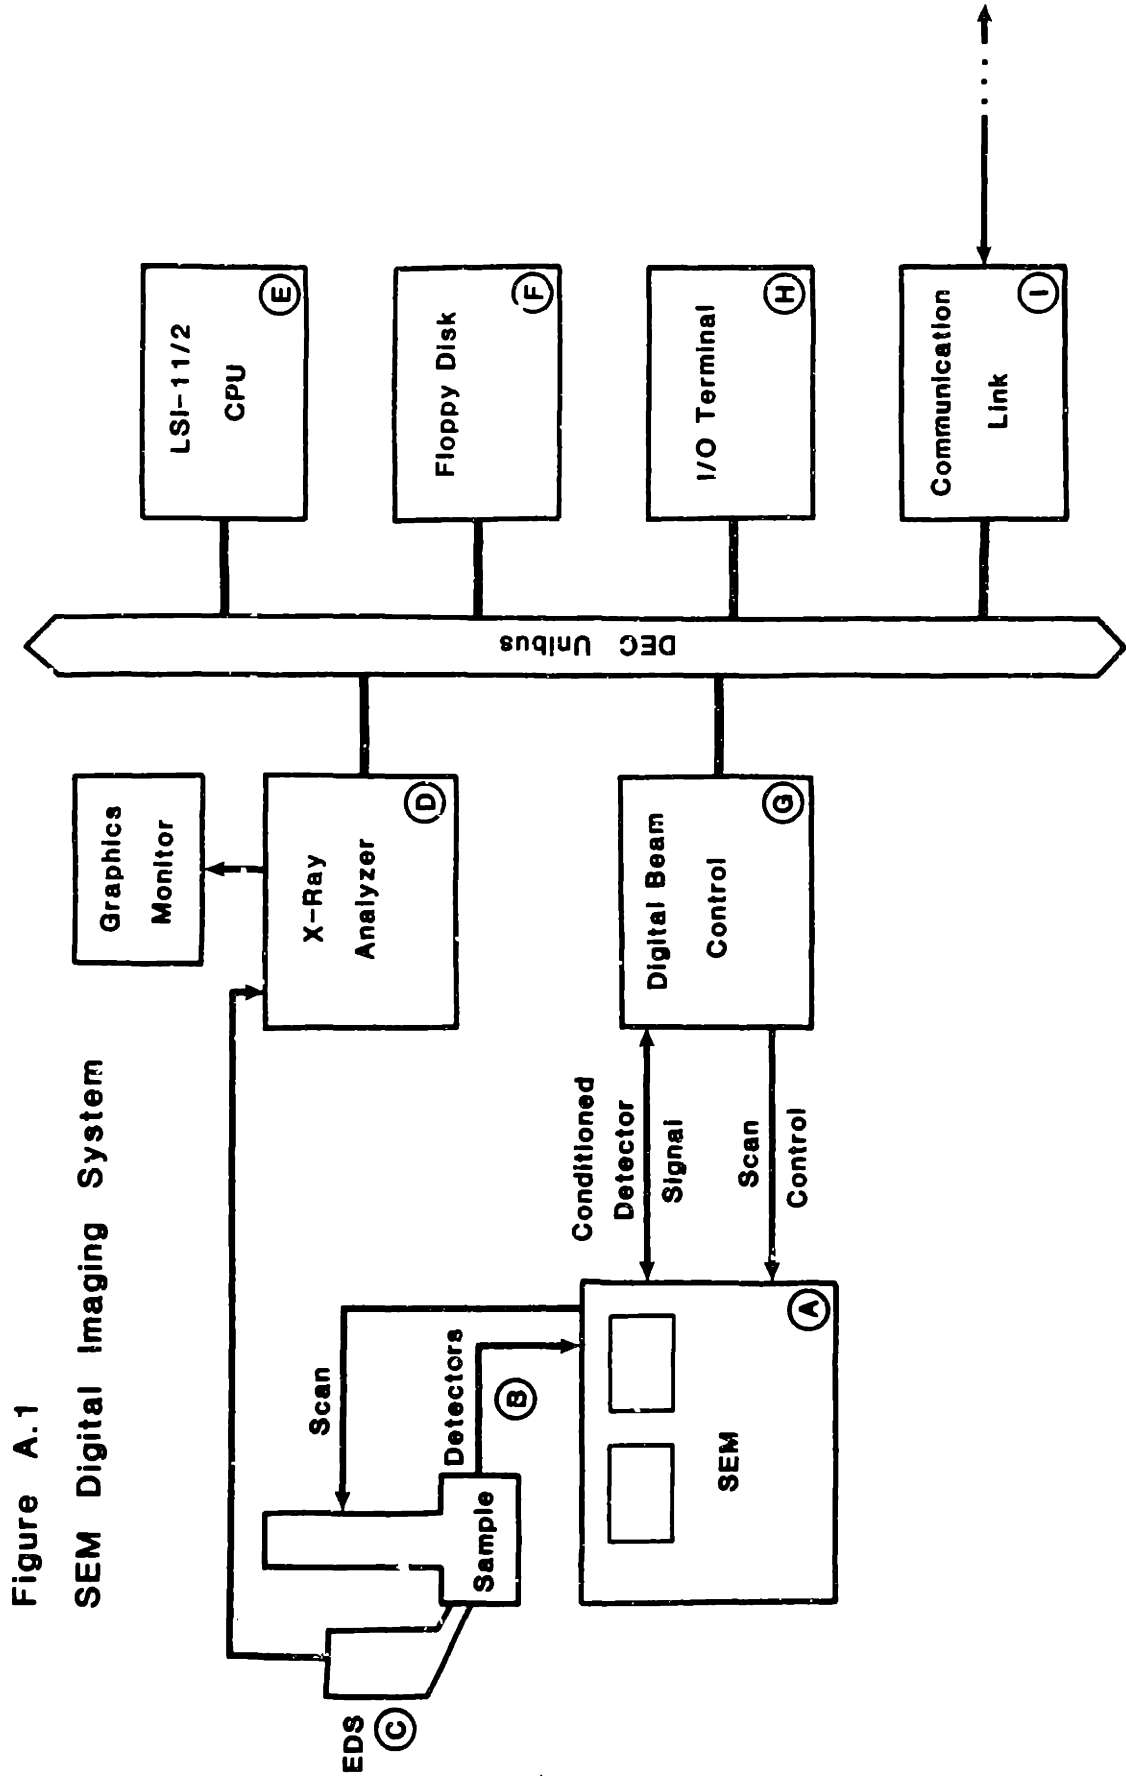 Figure A.1
SEM Digital Imaging System
EDS
C
Sample
Scan
Detectors
B
SEM
A
Conditioned
Detector
Signal
Scan
Control
Graphics
Monitor
X-Ray
Analyzer
D
Digital Beam
Control
G
DEC Unibus
LSI-11/2
CPU
E
Floppy Disk
F
I/O Terminal
H
Communication
Link
I